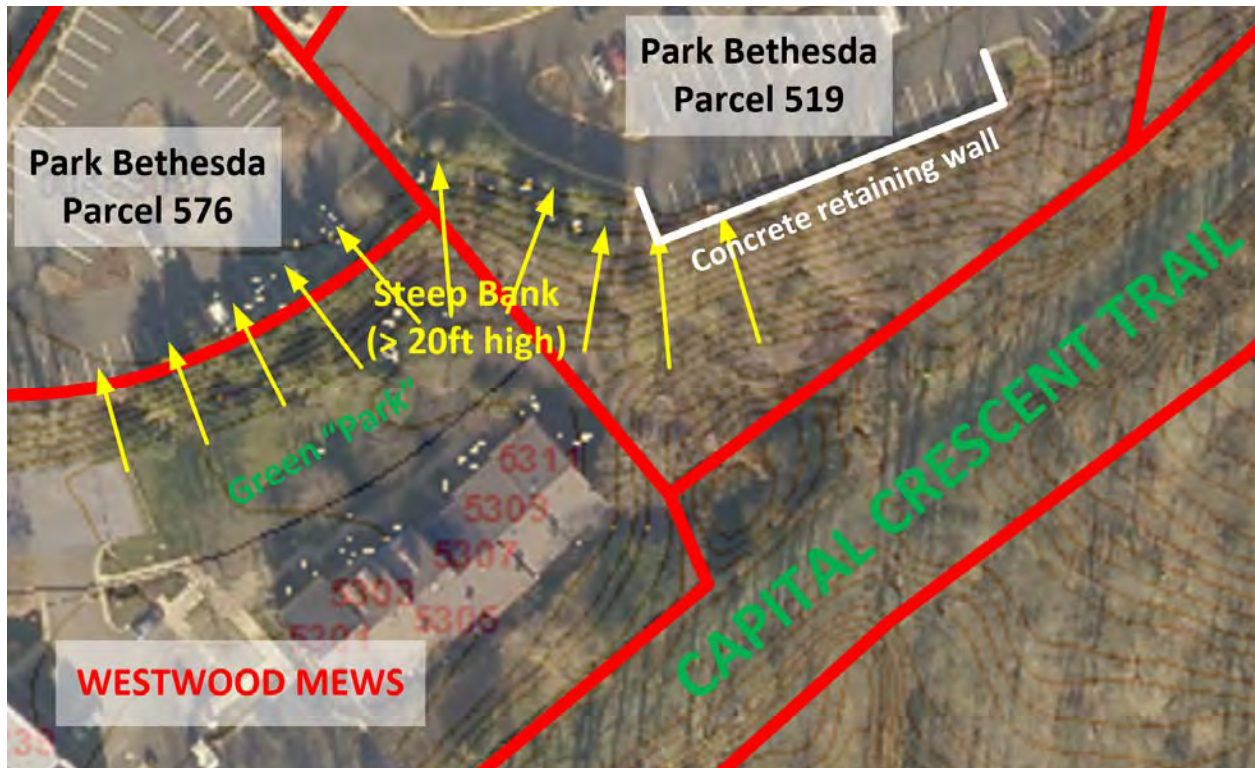 Park Bethesda
Parcel 519
Park Bethesda
Parcel 576
Concrete retaining wall
Steep Bank
(> 20ft high)
Green "Park"
CAPITAL CRESCENT TRAIL
5311
5309
5307
5303
5305
5301
WESTWOOD MEWS